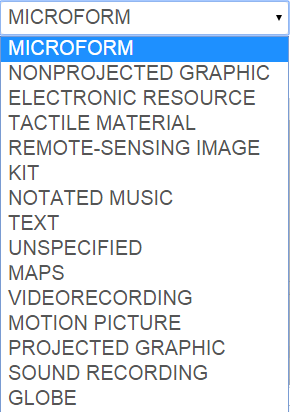 MICROFORM
MICROFORM
NONPROJECTED GRAPHIC
ELECTRONIC RESOURCE
TACTILE MATERIAL
REMOTE-SENSING IMAGE
KIT
NOTATED MUSIC
TEXT
UNSPECIFIED
MAPS
VIDEORECORDING
MOTION PICTURE
PROJECTED GRAPHIC
SOUND RECORDING
GLOBE